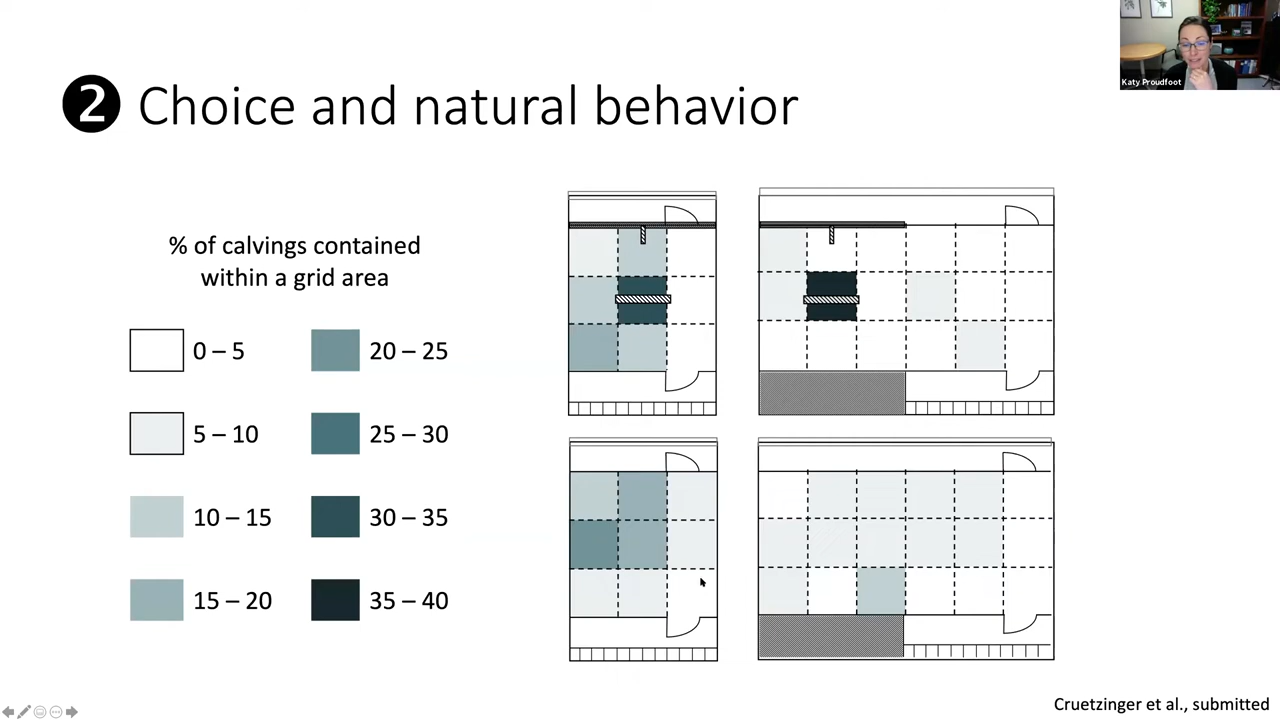 Katy Proudfoot
❷ Choice and natural behavior
% of calvings contained
within a grid area
0 – 5
20 – 25
5 – 10
25 – 30
10 – 15
30 – 35
15 – 20
35 – 40
Cruetzinger et al., submitted